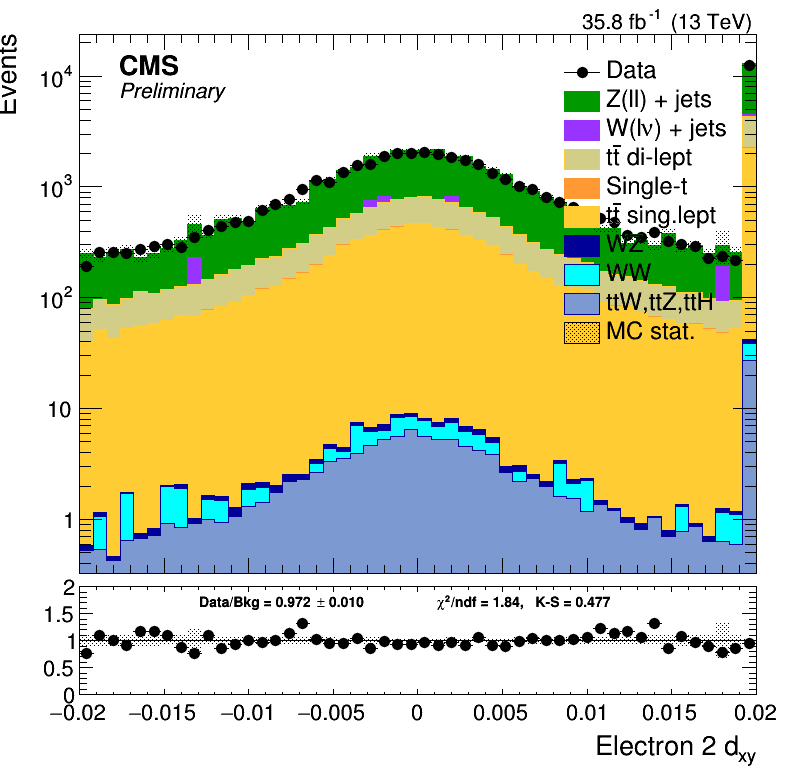 35.8 fb⁻¹ (13 TeV)
Events
CMS
Preliminary
Data
Z(ll) + jets
W(lν) + jets
tt̄ di-lept
Single-t
tt̄ sing.lept
WZ
WW
ttW,ttZ,ttH
MC stat.
10⁴
10³
10²
10
1
Data/Bkg = 0.972 ± 0.010 χ²/ndf = 1.84, K-S = 0.477
2
1.5
1
0.5
0
−0.02 −0.015 −0.01 −0.005 0 0.005 0.01 0.015 0.02
Electron 2 d_xy